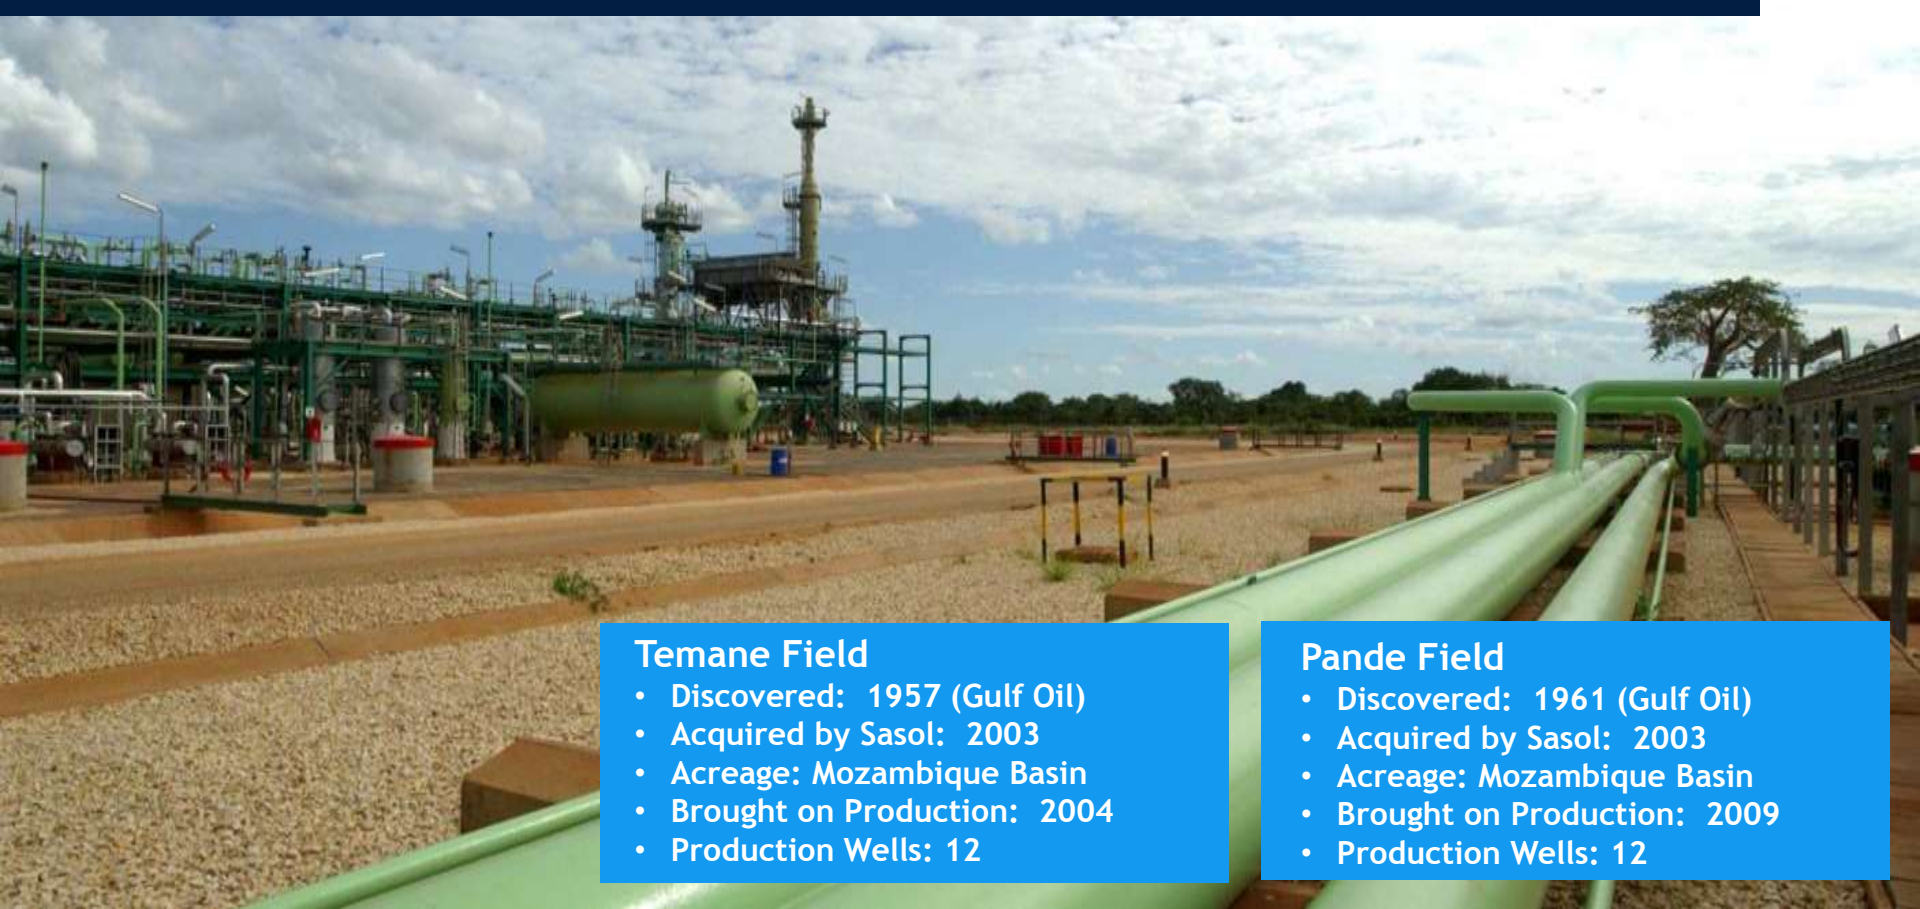 Temane Field
• Discovered: 1957 (Gulf Oil)
• Acquired by Sasol: 2003
• Acreage: Mozambique Basin
• Brought on Production: 2004
• Production Wells: 12
Pande Field
• Discovered: 1961 (Gulf Oil)
• Acquired by Sasol: 2003
• Acreage: Mozambique Basin
• Brought on Production: 2009
• Production Wells: 12